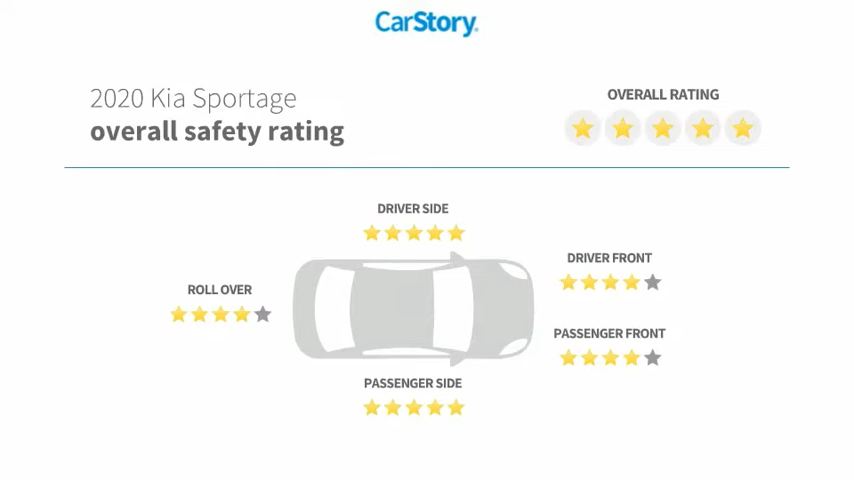 CarStory
2020 Kia Sportage
overall safety rating
OVERALL RATING
DRIVER SIDE
DRIVER FRONT
ROLL OVER
PASSENGER FRONT
PASSENGER SIDE